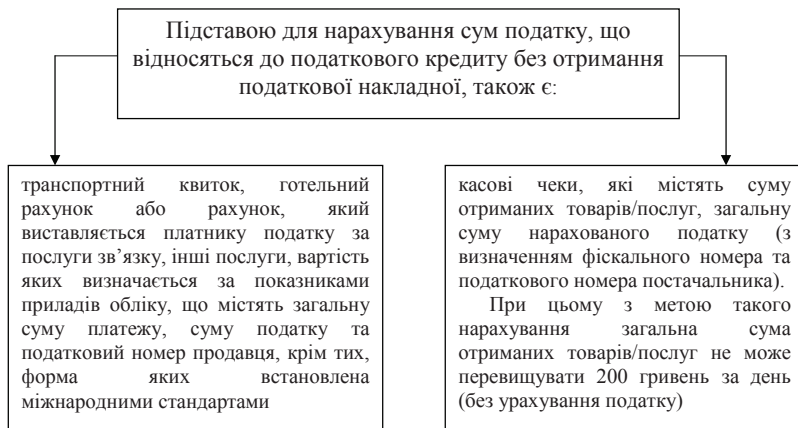 Підставою для нарахування сум податку, що
відносяться до податкового кредиту без отримання
податкової накладної, також є:
транспортний квиток, готельний
рахунок або рахунок, який
виставляється платнику податку за
послуги зв’язку, інші послуги, вартість
яких визначається за показниками
приладів обліку, що містять загальну
суму платежу, суму податку та
податковий номер продавця, крім тих,
форма яких встановлена
міжнародними стандартами
касові чеки, які містять суму
отриманих товарів/послуг, загальну
суму нарахованого податку (з
визначенням фіскального номера та
податкового номера постачальника).
При цьому з метою такого
нарахування загальна сума
отриманих товарів/послуг не може
перевищувати 200 гривень за день
(без урахування податку)